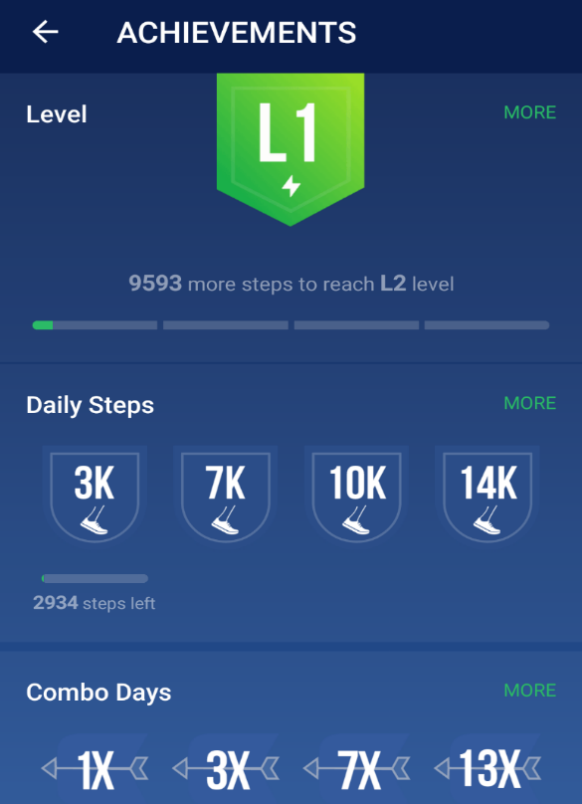 ACHIEVEMENTS
Level
L1
MORE
9593 more steps to reach L2 level
Daily Steps
MORE
3K 7K 10K 14K
2934 steps left
Combo Days
MORE
1X 3X 7X 13X